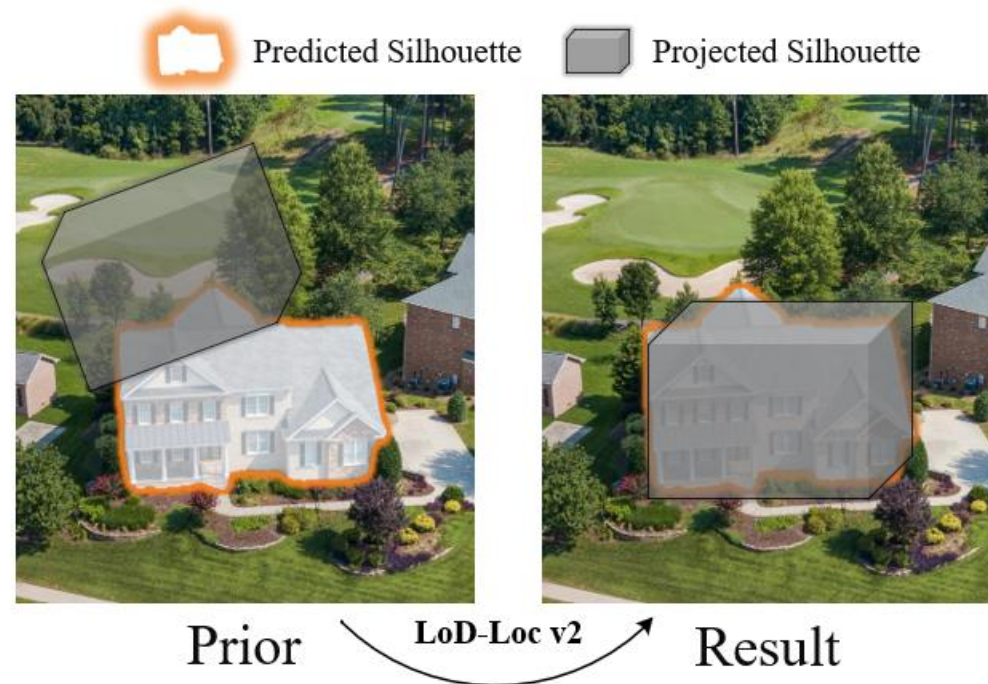 Predicted Silhouette
Projected Silhouette
Prior
LoD-Loc v2
Result